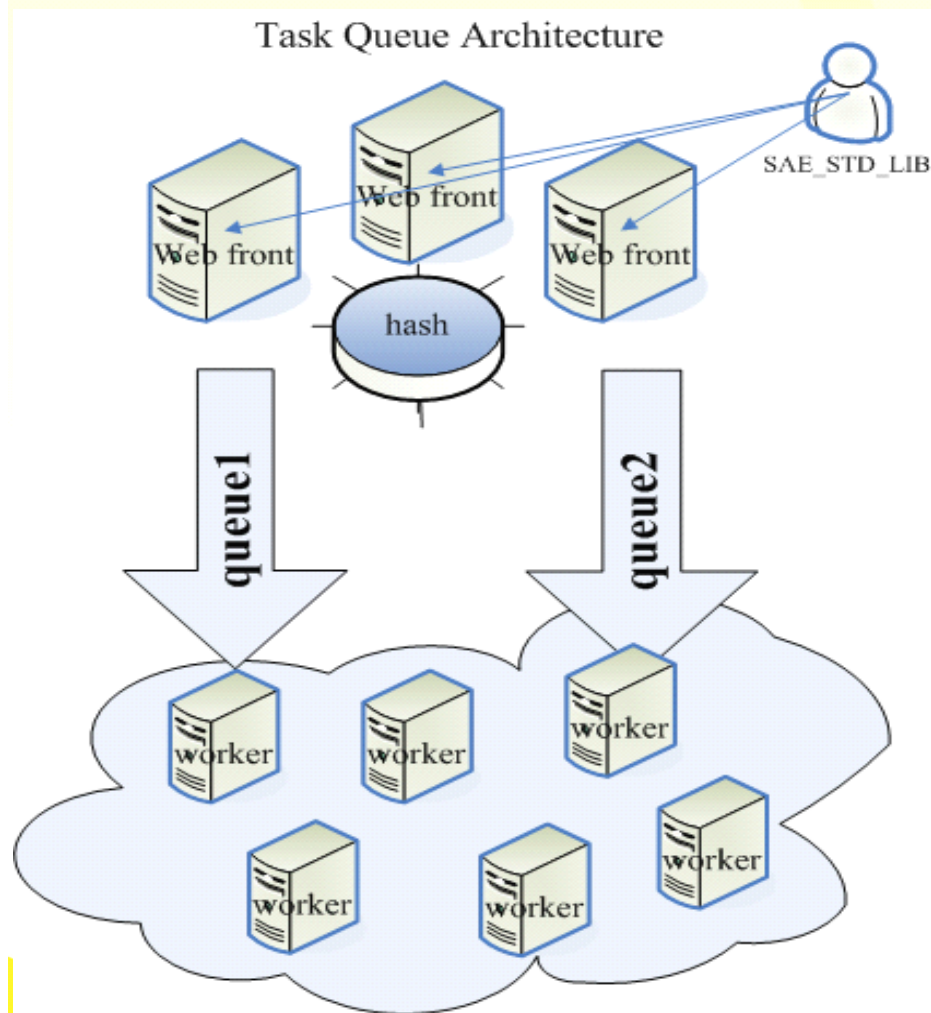 Task Queue Architecture
SAE_STD_LIB
Web front
Web front
Web front
hash
queue1
queue2
worker
worker
worker
worker
worker
worker